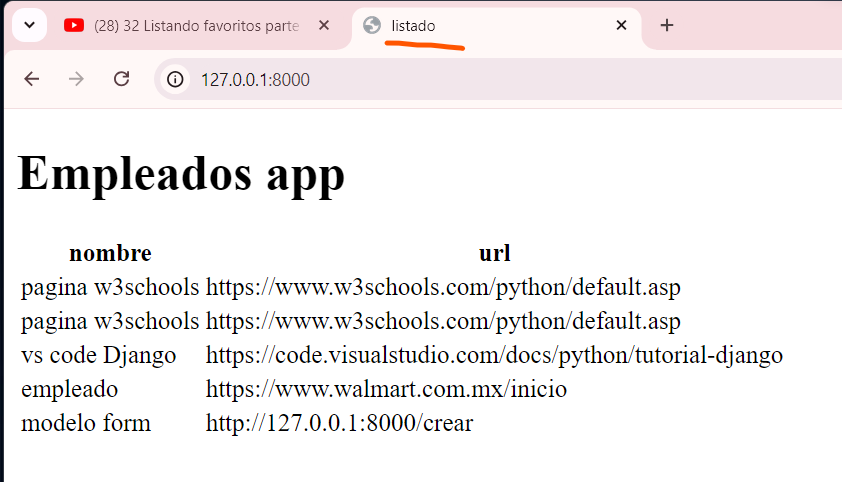 (28) 32 Listando favoritos parte
listado
127.0.0.1:8000
Empleados app
nombre url
pagina w3schools https://www.w3schools.com/python/default.asp
pagina w3schools https://www.w3schools.com/python/default.asp
vs code Django https://code.visualstudio.com/docs/python/tutorial-django
empleado https://www.walmart.com.mx/inicio
modelo form http://127.0.0.1:8000/crear